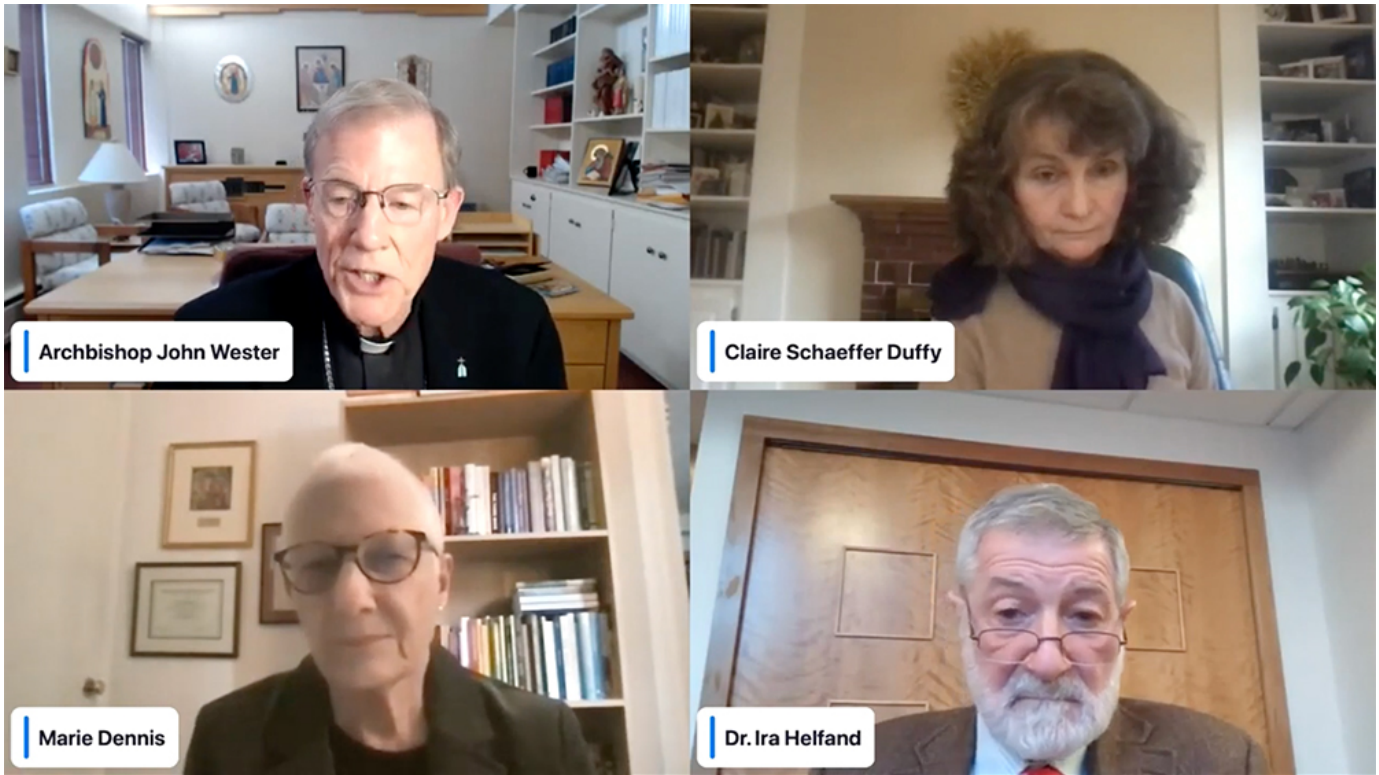 Archbishop John Wester
Claire Schaeffer Duffy
Marie Dennis
Dr. Ira Helfand